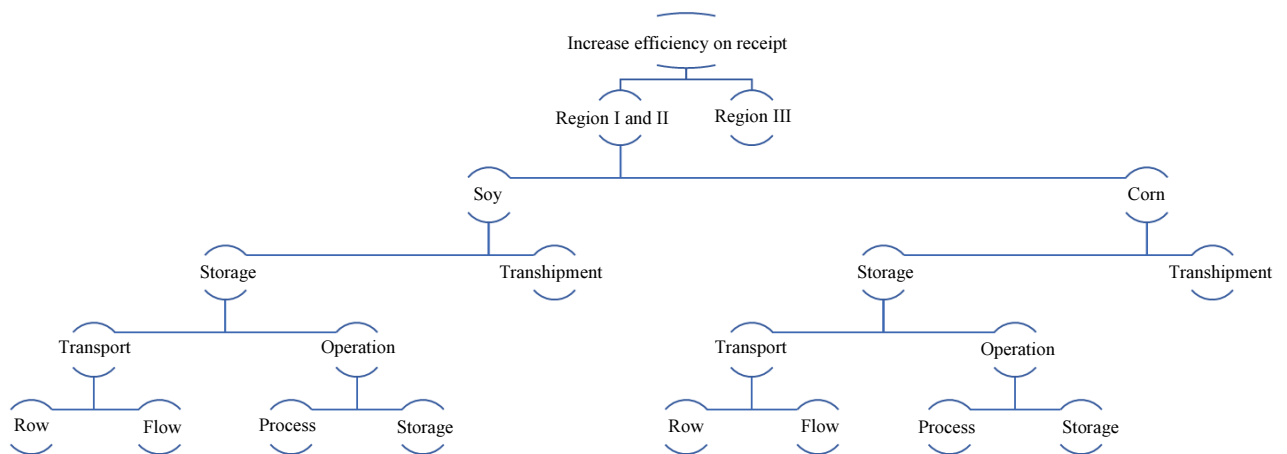 Increase efficiency on receipt
Region I and II
Region III
Soy
Corn
Storage
Transhipment
Storage
Transhipment
Transport
Operation
Transport
Operation
Row
Flow
Process
Storage
Row
Flow
Process
Storage